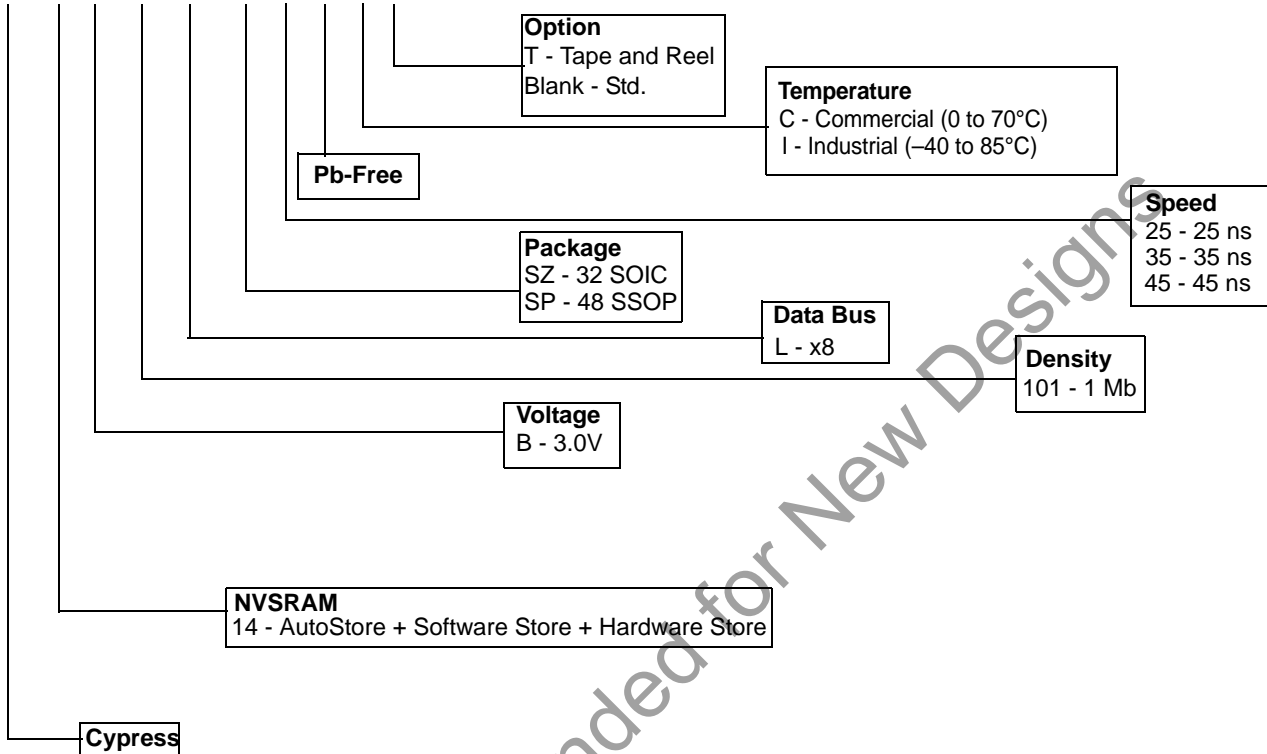 Option
T - Tape and Reel
Blank - Std.
Temperature
C - Commercial (0 to 70°C)
I - Industrial (–40 to 85°C)
Pb-Free
Speed
25 - 25 ns
35 - 35 ns
45 - 45 ns
Package
SZ - 32 SOIC
SP - 48 SSOP
Data Bus
L - x8
Density
101 - 1 Mb
Voltage
B - 3.0V
NVSRAM
14 - AutoStore + Software Store + Hardware Store
Cypress
for New Designs